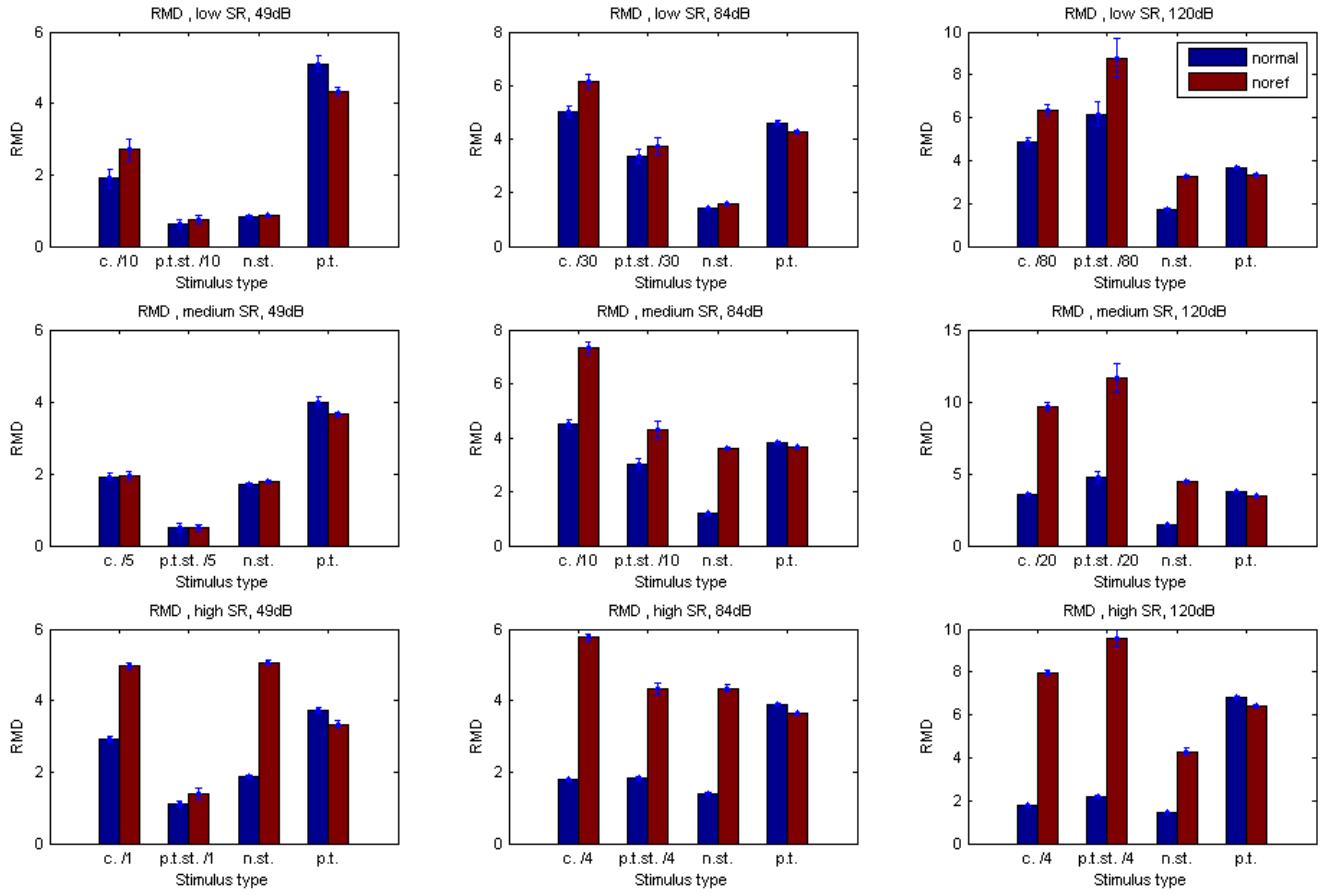 RMD , low SR, 49dB
6
4
2
0
RMD
c. /10 p.t.st. /10 n.st. p.t.
Stimulus type
RMD , low SR, 84dB
8
6
4
2
0
RMD
c. /30 p.t.st. /30 n.st. p.t.
Stimulus type
RMD , low SR, 120dB
10
8
6
4
2
0
RMD
normal
noref
c. /80 p.t.st. /80 n.st. p.t.
Stimulus type
RMD , medium SR, 49dB
6
4
2
0
RMD
c. /5 p.t.st. /5 n.st. p.t.
Stimulus type
RMD , medium SR, 84dB
8
6
4
2
0
RMD
c. /10 p.t.st. /10 n.st. p.t.
Stimulus type
RMD , medium SR, 120dB
15
10
5
0
RMD
c. /20 p.t.st. /20 n.st. p.t.
Stimulus type
RMD , high SR, 49dB
6
4
2
0
RMD
c. /1 p.t.st. /1 n.st. p.t.
Stimulus type
RMD , high SR, 84dB
6
4
2
0
RMD
c. /4 p.t.st. /4 n.st. p.t.
Stimulus type
RMD , high SR, 120dB
10
8
6
4
2
0
RMD
c. /4 p.t.st. /4 n.st. p.t.
Stimulus type